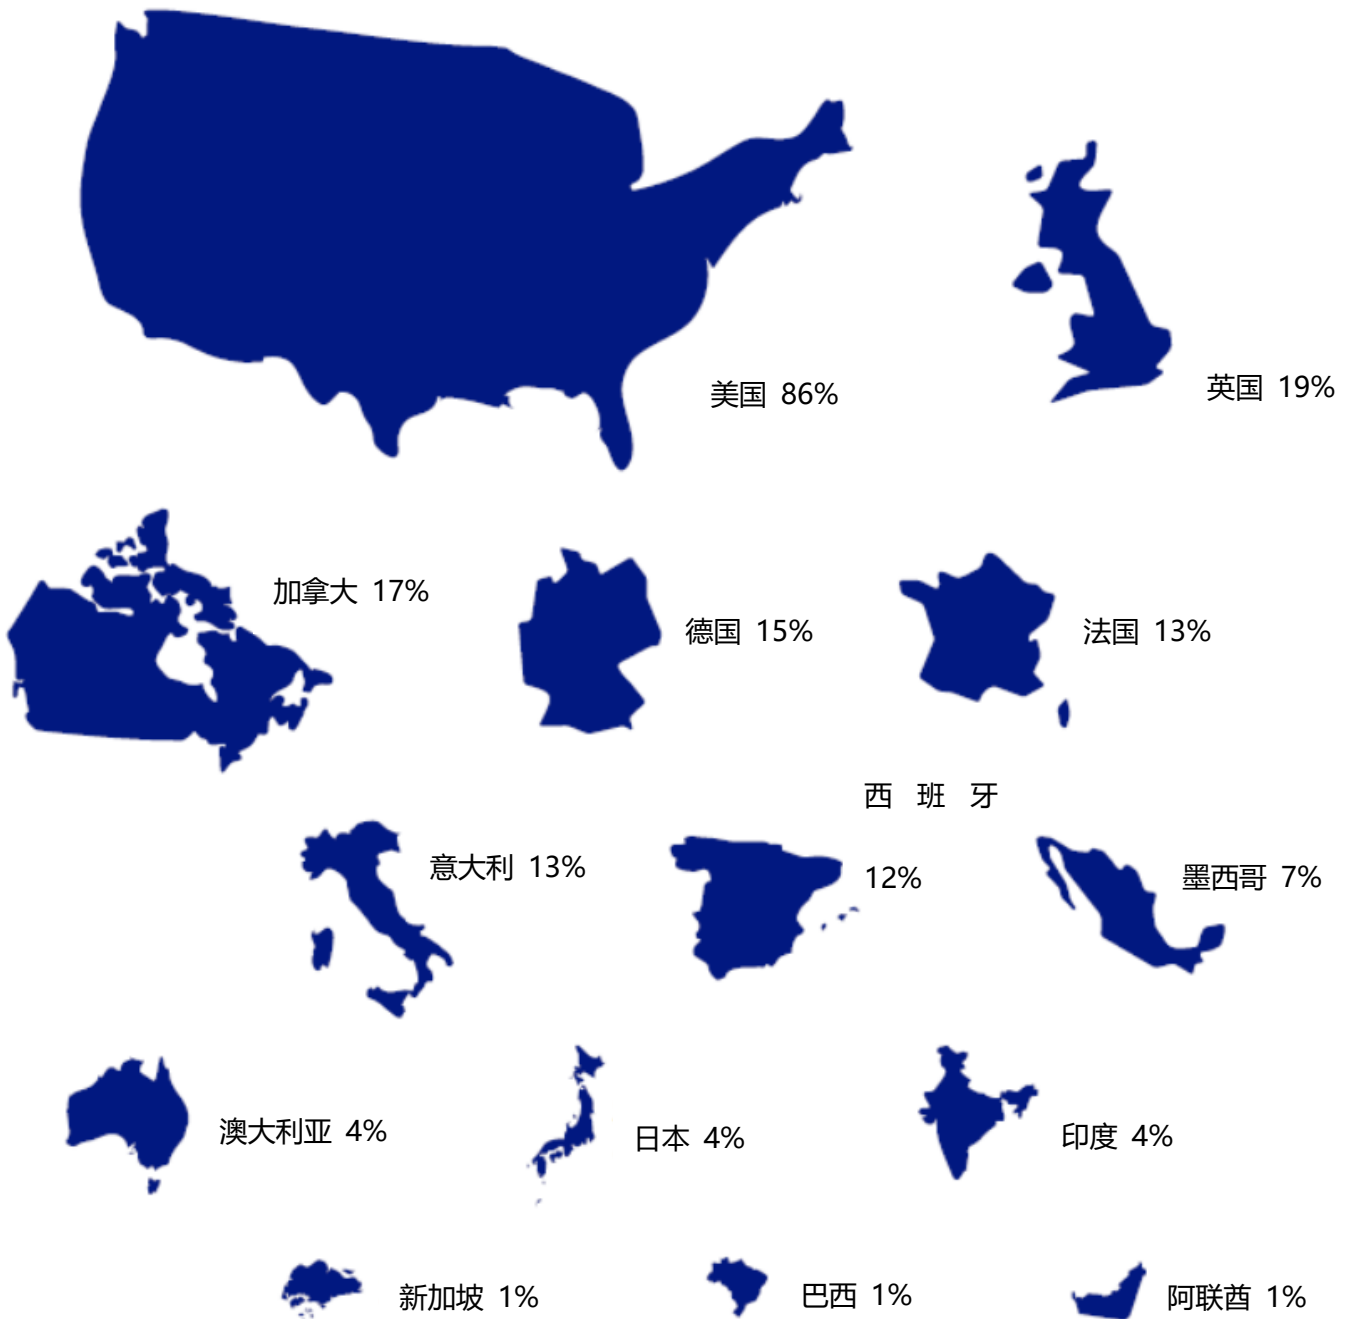 美国 86%
英国 19%
加拿大 17%
德国 15%
法国 13%
意大利 13%
西 班 牙
12%
墨西哥 7%
澳大利亚 4%
日本 4%
印度 4%
新加坡 1%
巴西 1%
阿联酋 1%